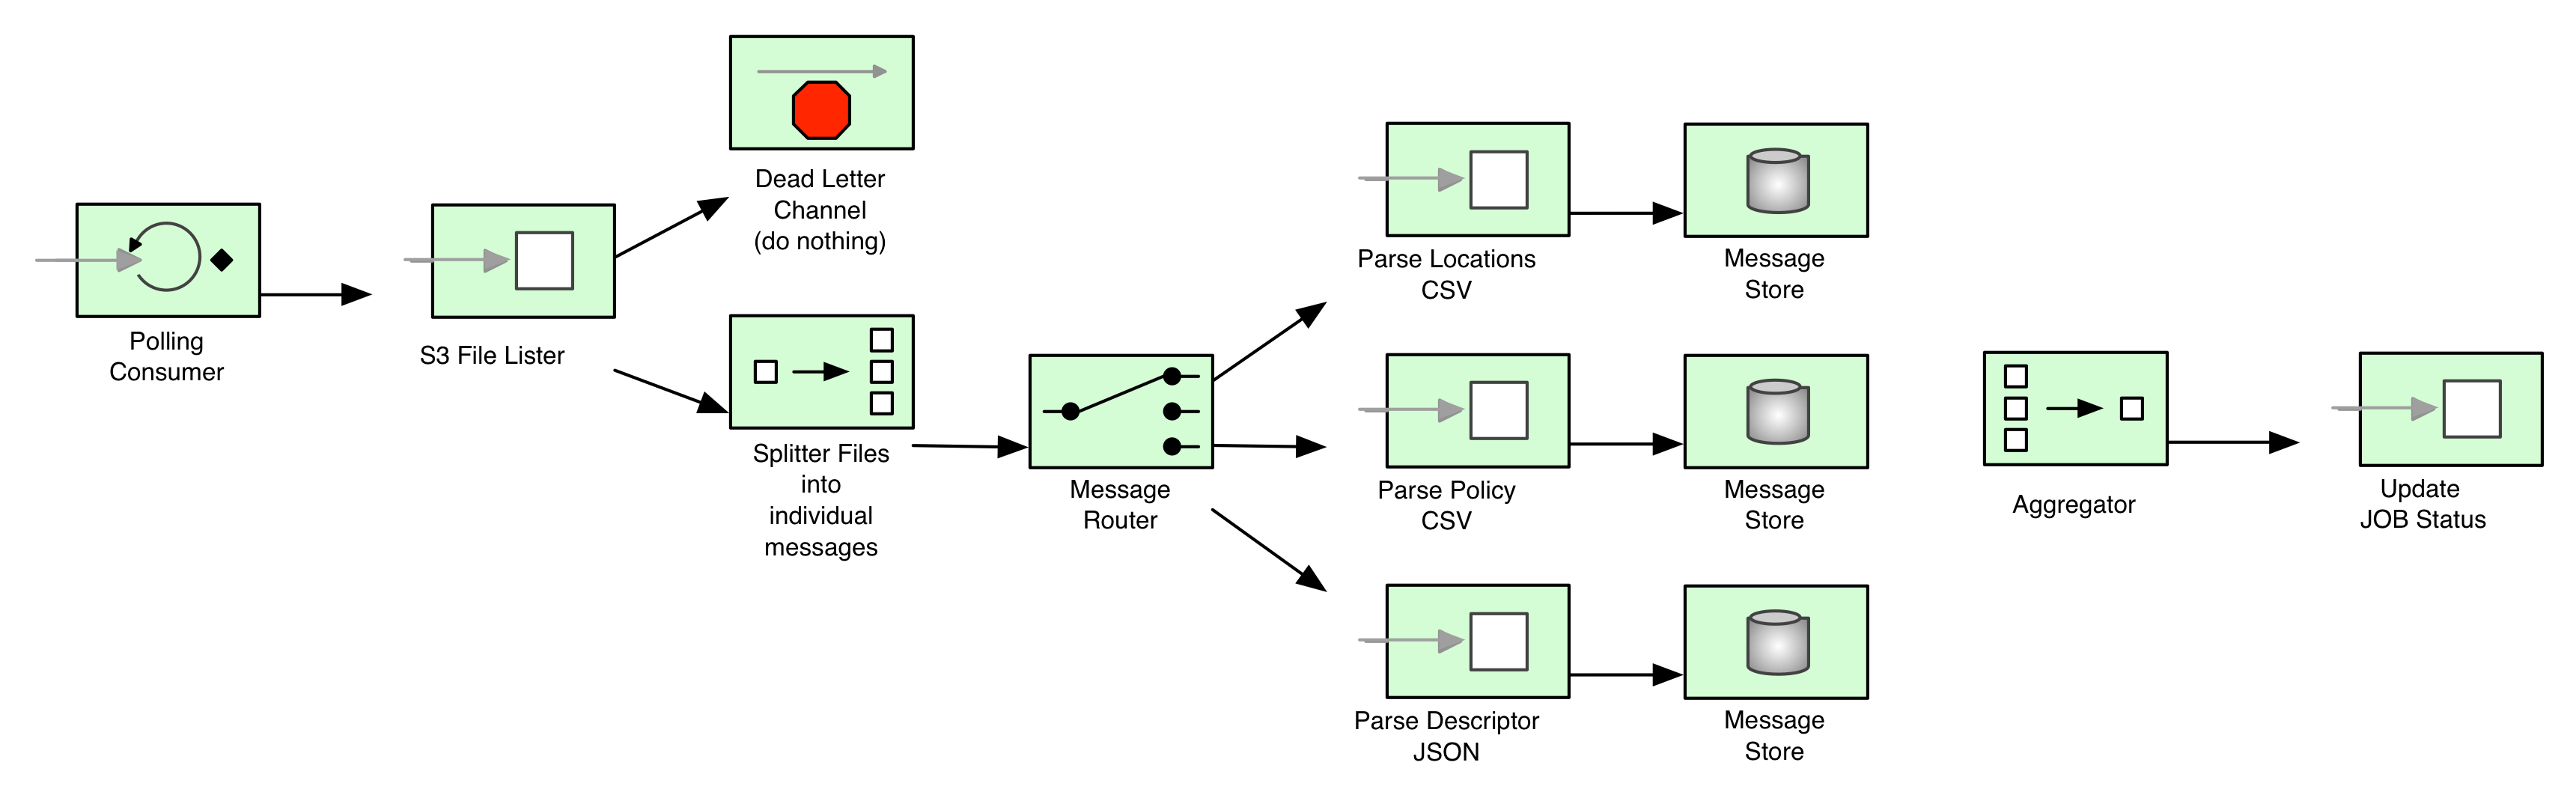 Polling
Consumer
S3 File Lister
Dead Letter
Channel
(do nothing)
Splitter Files
into
individual
messages
Message
Router
Parse Locations
CSV
Message
Store
Parse Policy
CSV
Message
Store
Parse Descriptor
JSON
Message
Store
Aggregator
Update
JOB Status